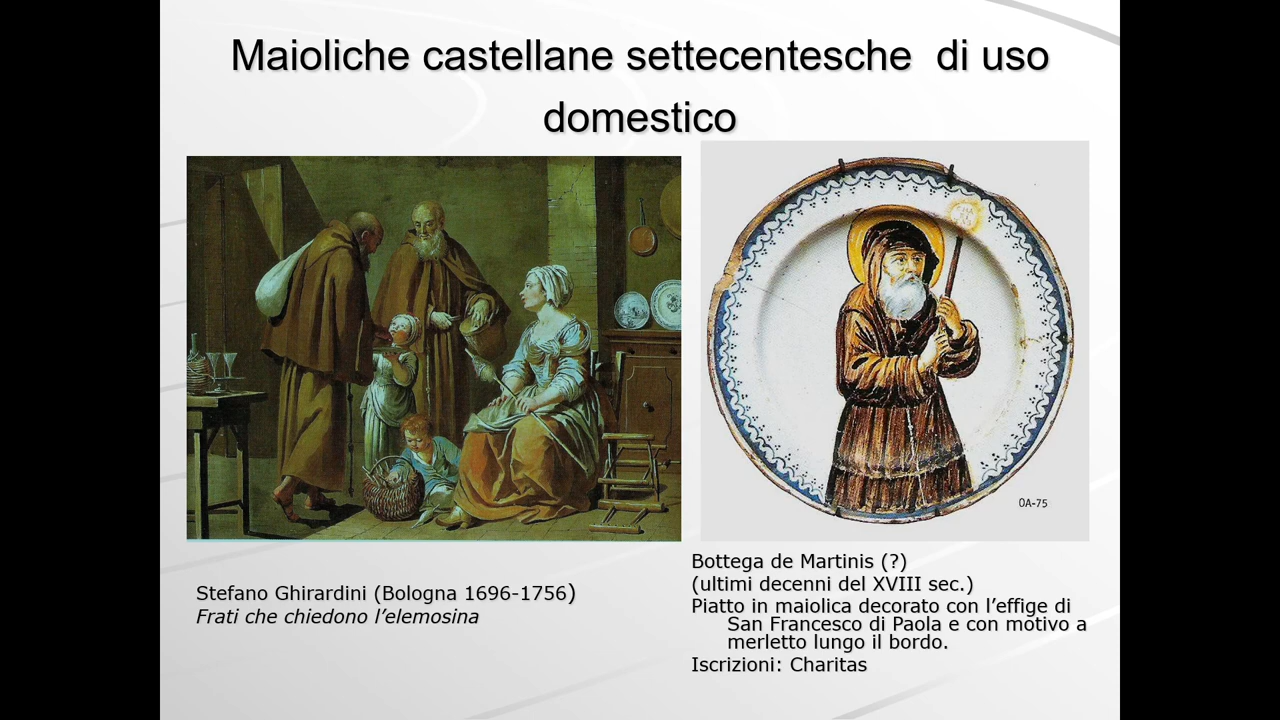 Maioliche castellane settecentesche  di uso
domestico
OA-75
Stefano Ghirardini (Bologna 1696-1756)
Frati che chiedono l'elemosina
Bottega de Martinis (?)
(ultimi decenni del XVIII sec.)
Piatto in maiolica decorato con l'effige di
San Francesco di Paola e con motivo a
merletto lungo il bordo.
Iscrizioni: Charitas